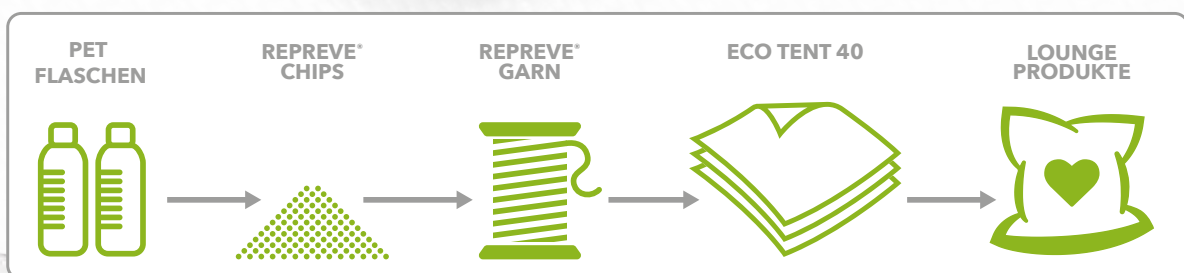 PET
FLASCHEN
REPREVE®
CHIPS
REPREVE®
GARN
ECO TENT 40
LOUNGE
PRODUKTE